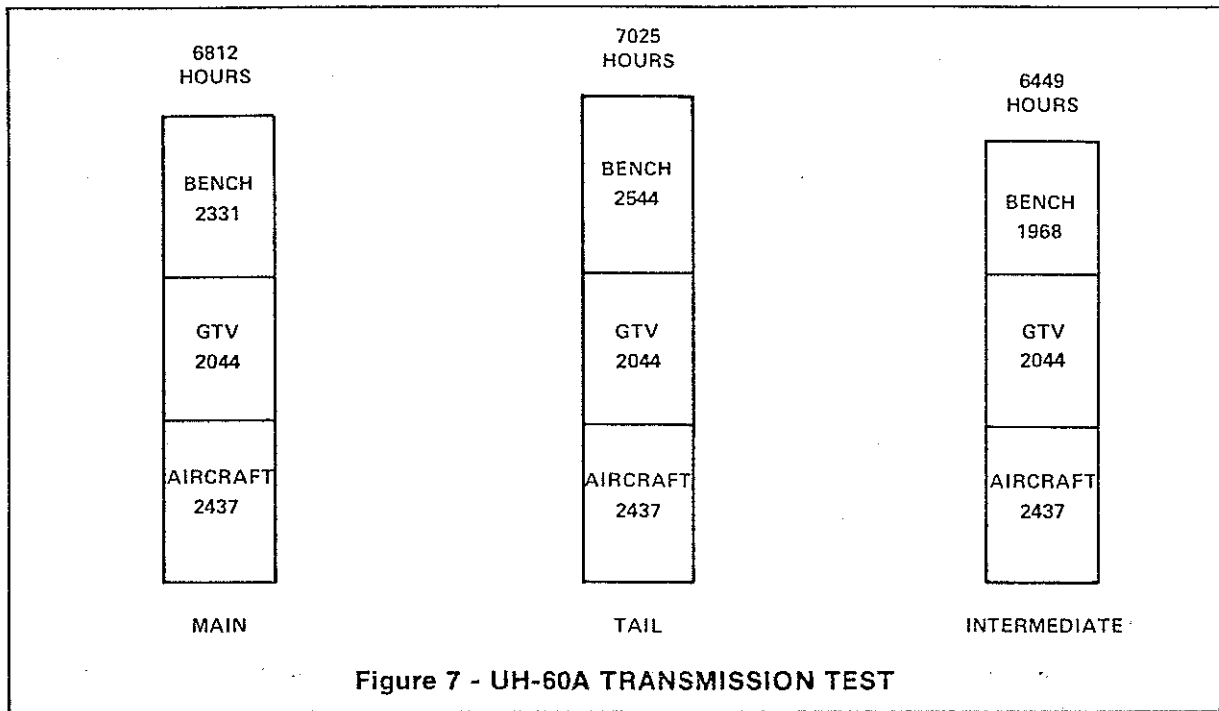 6812
HOURS
BENCH
2331
GTV
2044
AIRCRAFT
2437
MAIN
7025
HOURS
BENCH
2544
GTV
2044
AIRCRAFT
2437
TAIL
6449
HOURS
BENCH
1968
GTV
2044
AIRCRAFT
2437
INTERMEDIATE
Figure 7 - UH-60A TRANSMISSION TEST